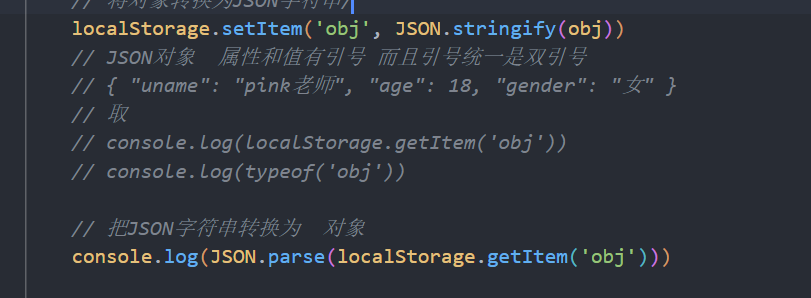 // 将对象转换为JSON字符串/
localStorage.setItem('obj', JSON.stringify(obj))
// JSON对象  属性和值有引号 而且引号统一是双引号
// { "uname": "pink老师", "age": 18, "gender": "女" }
// 取
// console.log(localStorage.getItem('obj'))
// console.log(typeof('obj'))
// 把JSON字符串转换为  对象
console.log(JSON.parse(localStorage.getItem('obj')))